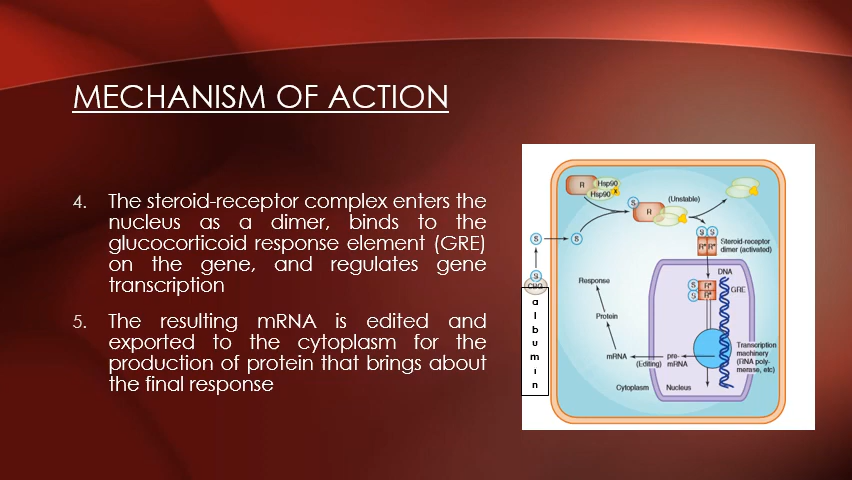 MECHANISM OF ACTION
4. The steroid-receptor complex enters the
nucleus as a dimer, binds to the
glucocorticoid response element (GRE)
on the gene, and regulates gene
transcription
5. The resulting mRNA is edited and
exported to the cytoplasm for the
production of protein that brings about
the final response
R
Hsp90
Hsp90
X
S
R
(Unstable)
S
S
S S
R* R*
Steroid-receptor
dimer (activated)
S
CBG
a
l
b
u
m
i
n
DNA
S R*
S R*
GRE
Response
Protein
mRNA
(Editing)
pre-
mRNA
Transcription
machinery
(RNA poly-
merase, etc)
Cytoplasm
Nucleus